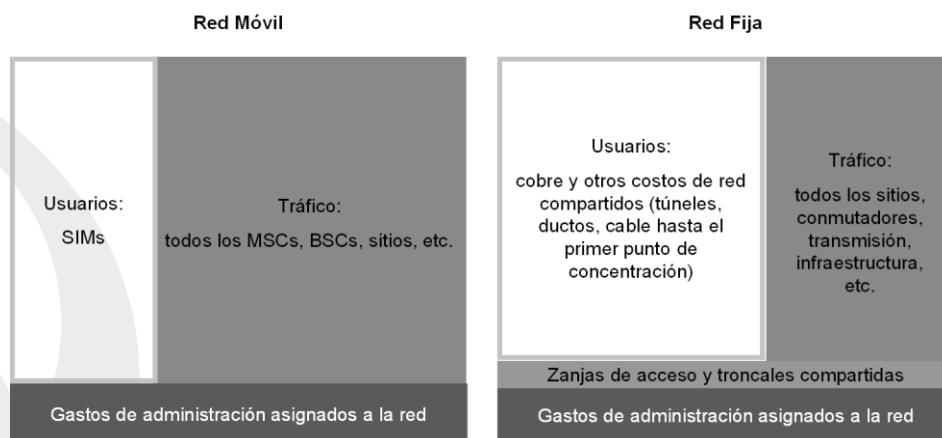 Red Móvil
Usuarios:
SIMs
Tráfico:
todos los MSCs, BSCs, sitios, etc.
Gastos de administración asignados a la red
Red Fija
Usuarios:
cobre y otros costos de red
compartidos (túneles,
ductos, cable hasta el
primer punto de
concentración)
Tráfico:
todos los sitios,
conmutadores,
transmisión,
infraestructura,
etc.
Zanjas de acceso y troncales compartidas
Gastos de administración asignados a la red